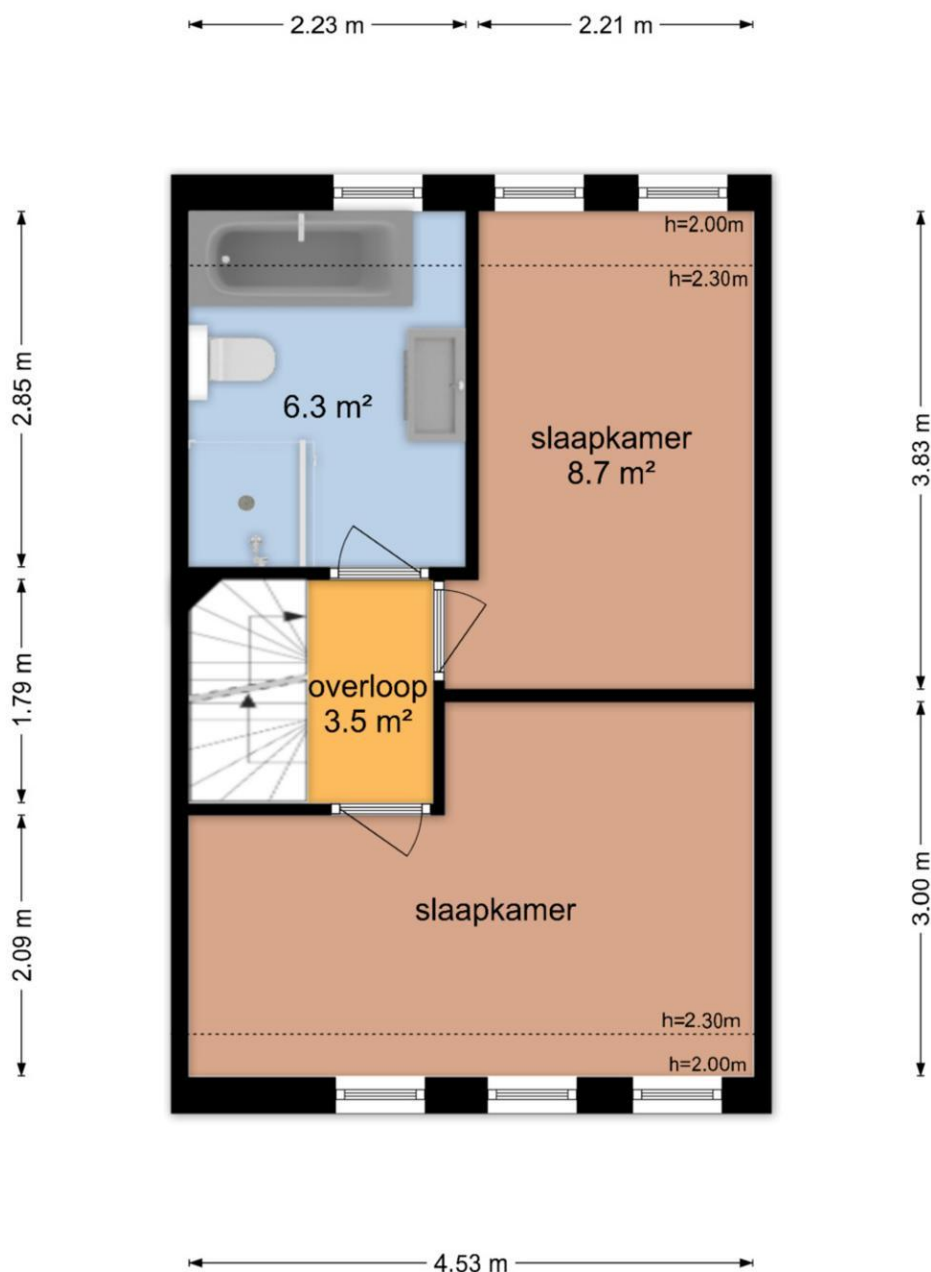 2.23 m
2.21 m
h=2.00m
h=2.30m
2.85 m
6.3 m²
slaapkamer
8.7 m²
3.83 m
1.79 m
overloop
3.5 m²
2.09 m
slaapkamer
3.00 m
h=2.30m
h=2.00m
4.53 m